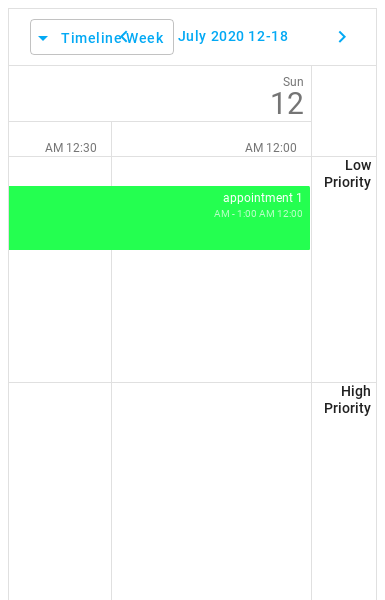 Timeline Week
July 2020 12-18
Sun
12
AM 12:30
AM 12:00
Low
Priority
appointment 1
AM - 1:00 AM 12:00
High
Priority